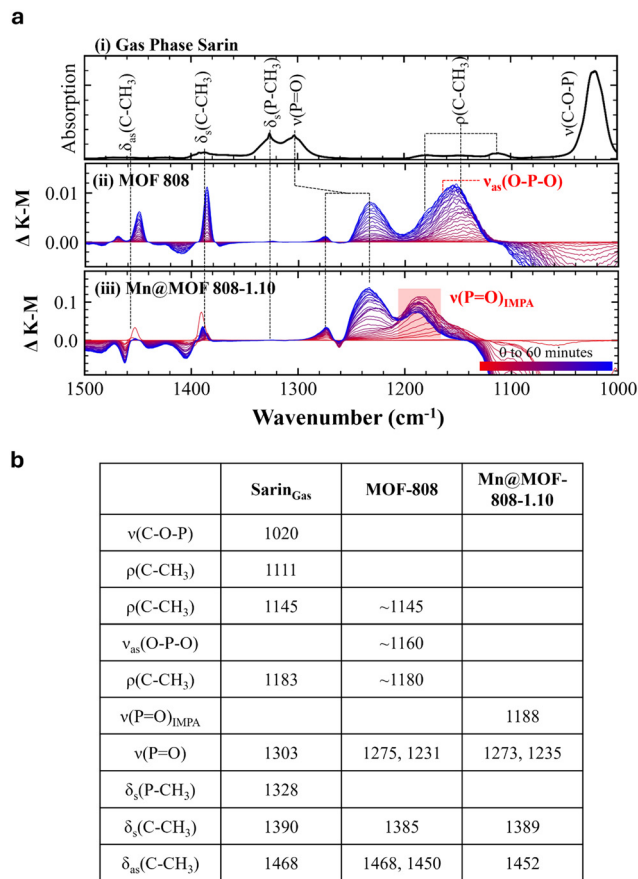 a
(i) Gas Phase Sarin
Absorption
δas(C-CH3)
δs(C-CH3)
δs(P-CH3)
ν(P=O)
ρ(C-CH3)
ν(C-O-P)
(ii) MOF 808
νas(O-P-O)
Δ K-M
0.01
0.00
(iii) Mn@MOF 808-1.10
ν(P=O)IMPA
Δ K-M
0.1
0.0
0 to 60 minutes
1500 1400 1300 1200 1100 1000
Wavenumber (cm-1)
b
SarinGas MOF-808 Mn@MOF-
808-1.10
ν(C-O-P) 1020
ρ(C-CH3) 1111
ρ(C-CH3) 1145 ~1145
νas(O-P-O) ~1160
ρ(C-CH3) 1183 ~1180
ν(P=O)IMPA 1188
ν(P=O) 1303 1275, 1231 1273, 1235
δs(P-CH3) 1328
δs(C-CH3) 1390 1385 1389
δas(C-CH3) 1468 1468, 1450 1452